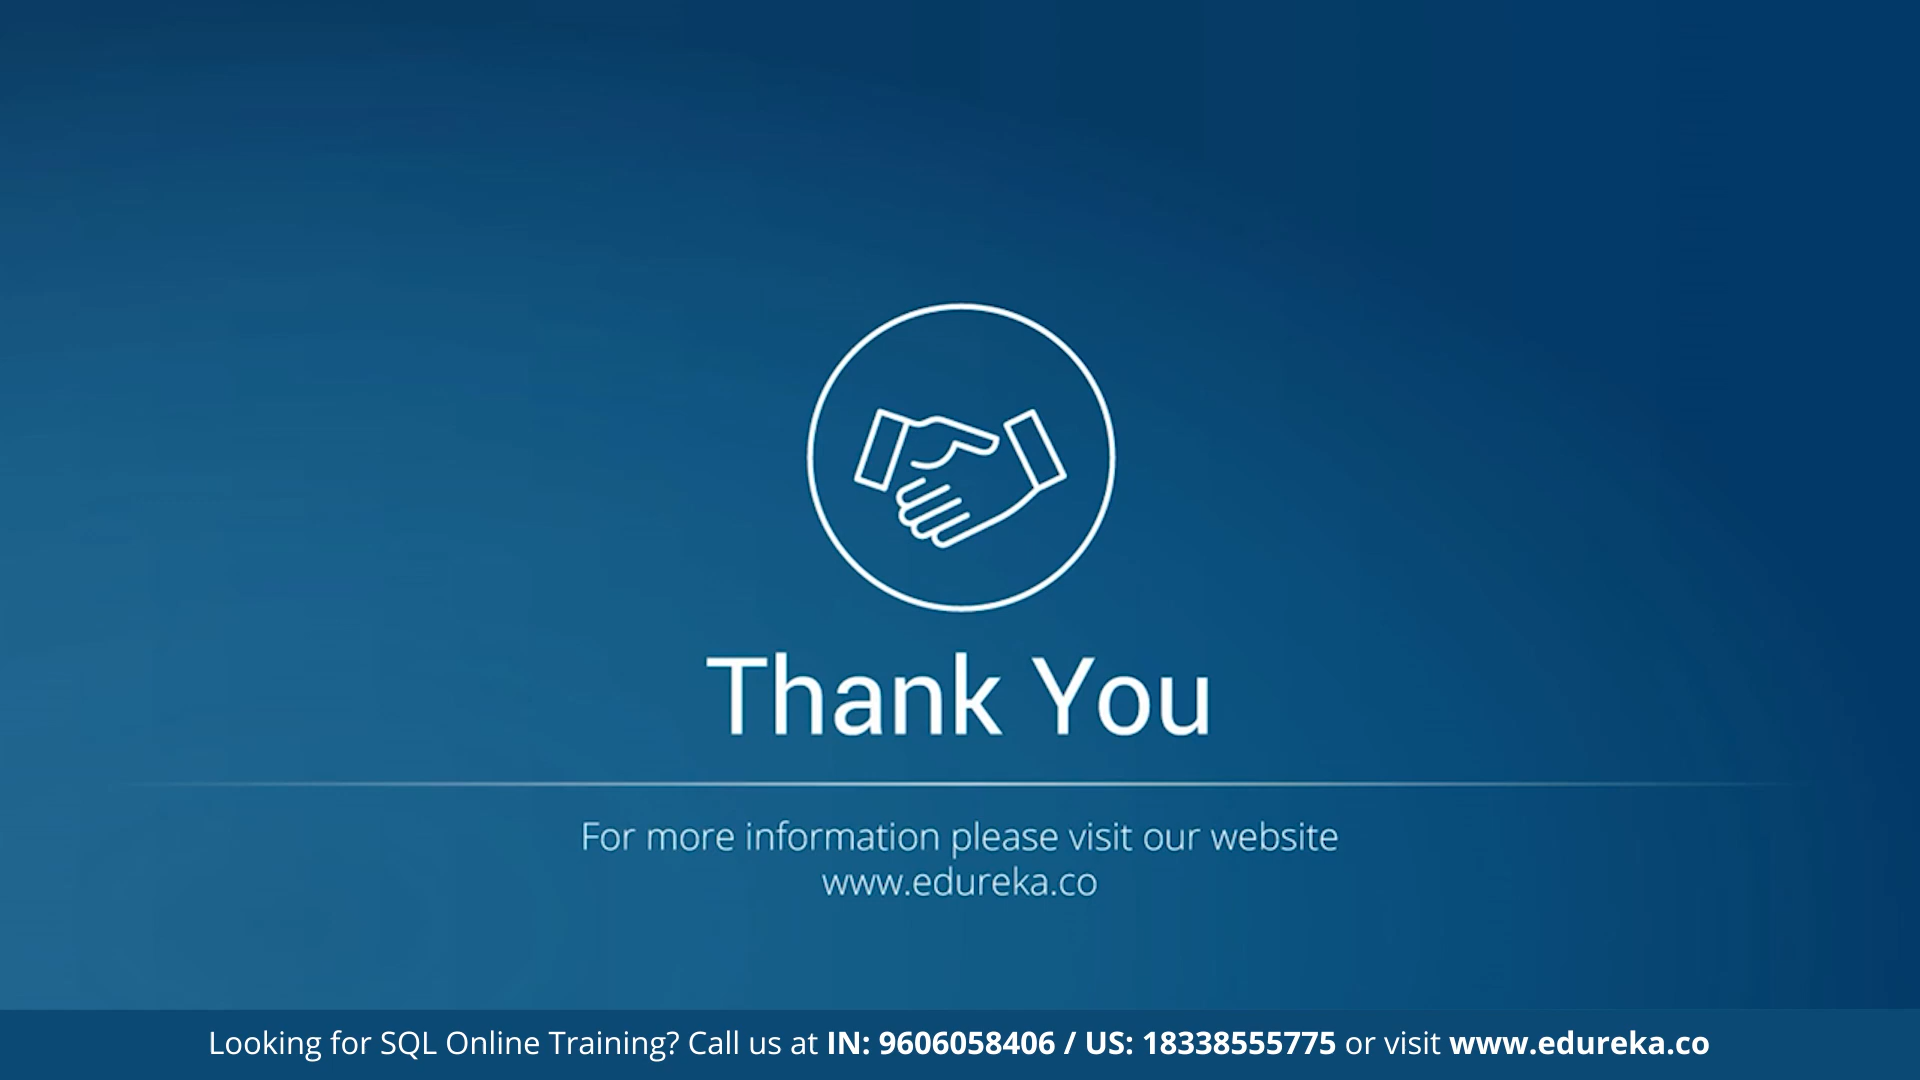 Thank You
For more information please visit our website
www.edureka.co
Looking for SQL Online Training? Call us at IN: 9606058406 / US: 18338555775 or visit www.edureka.co